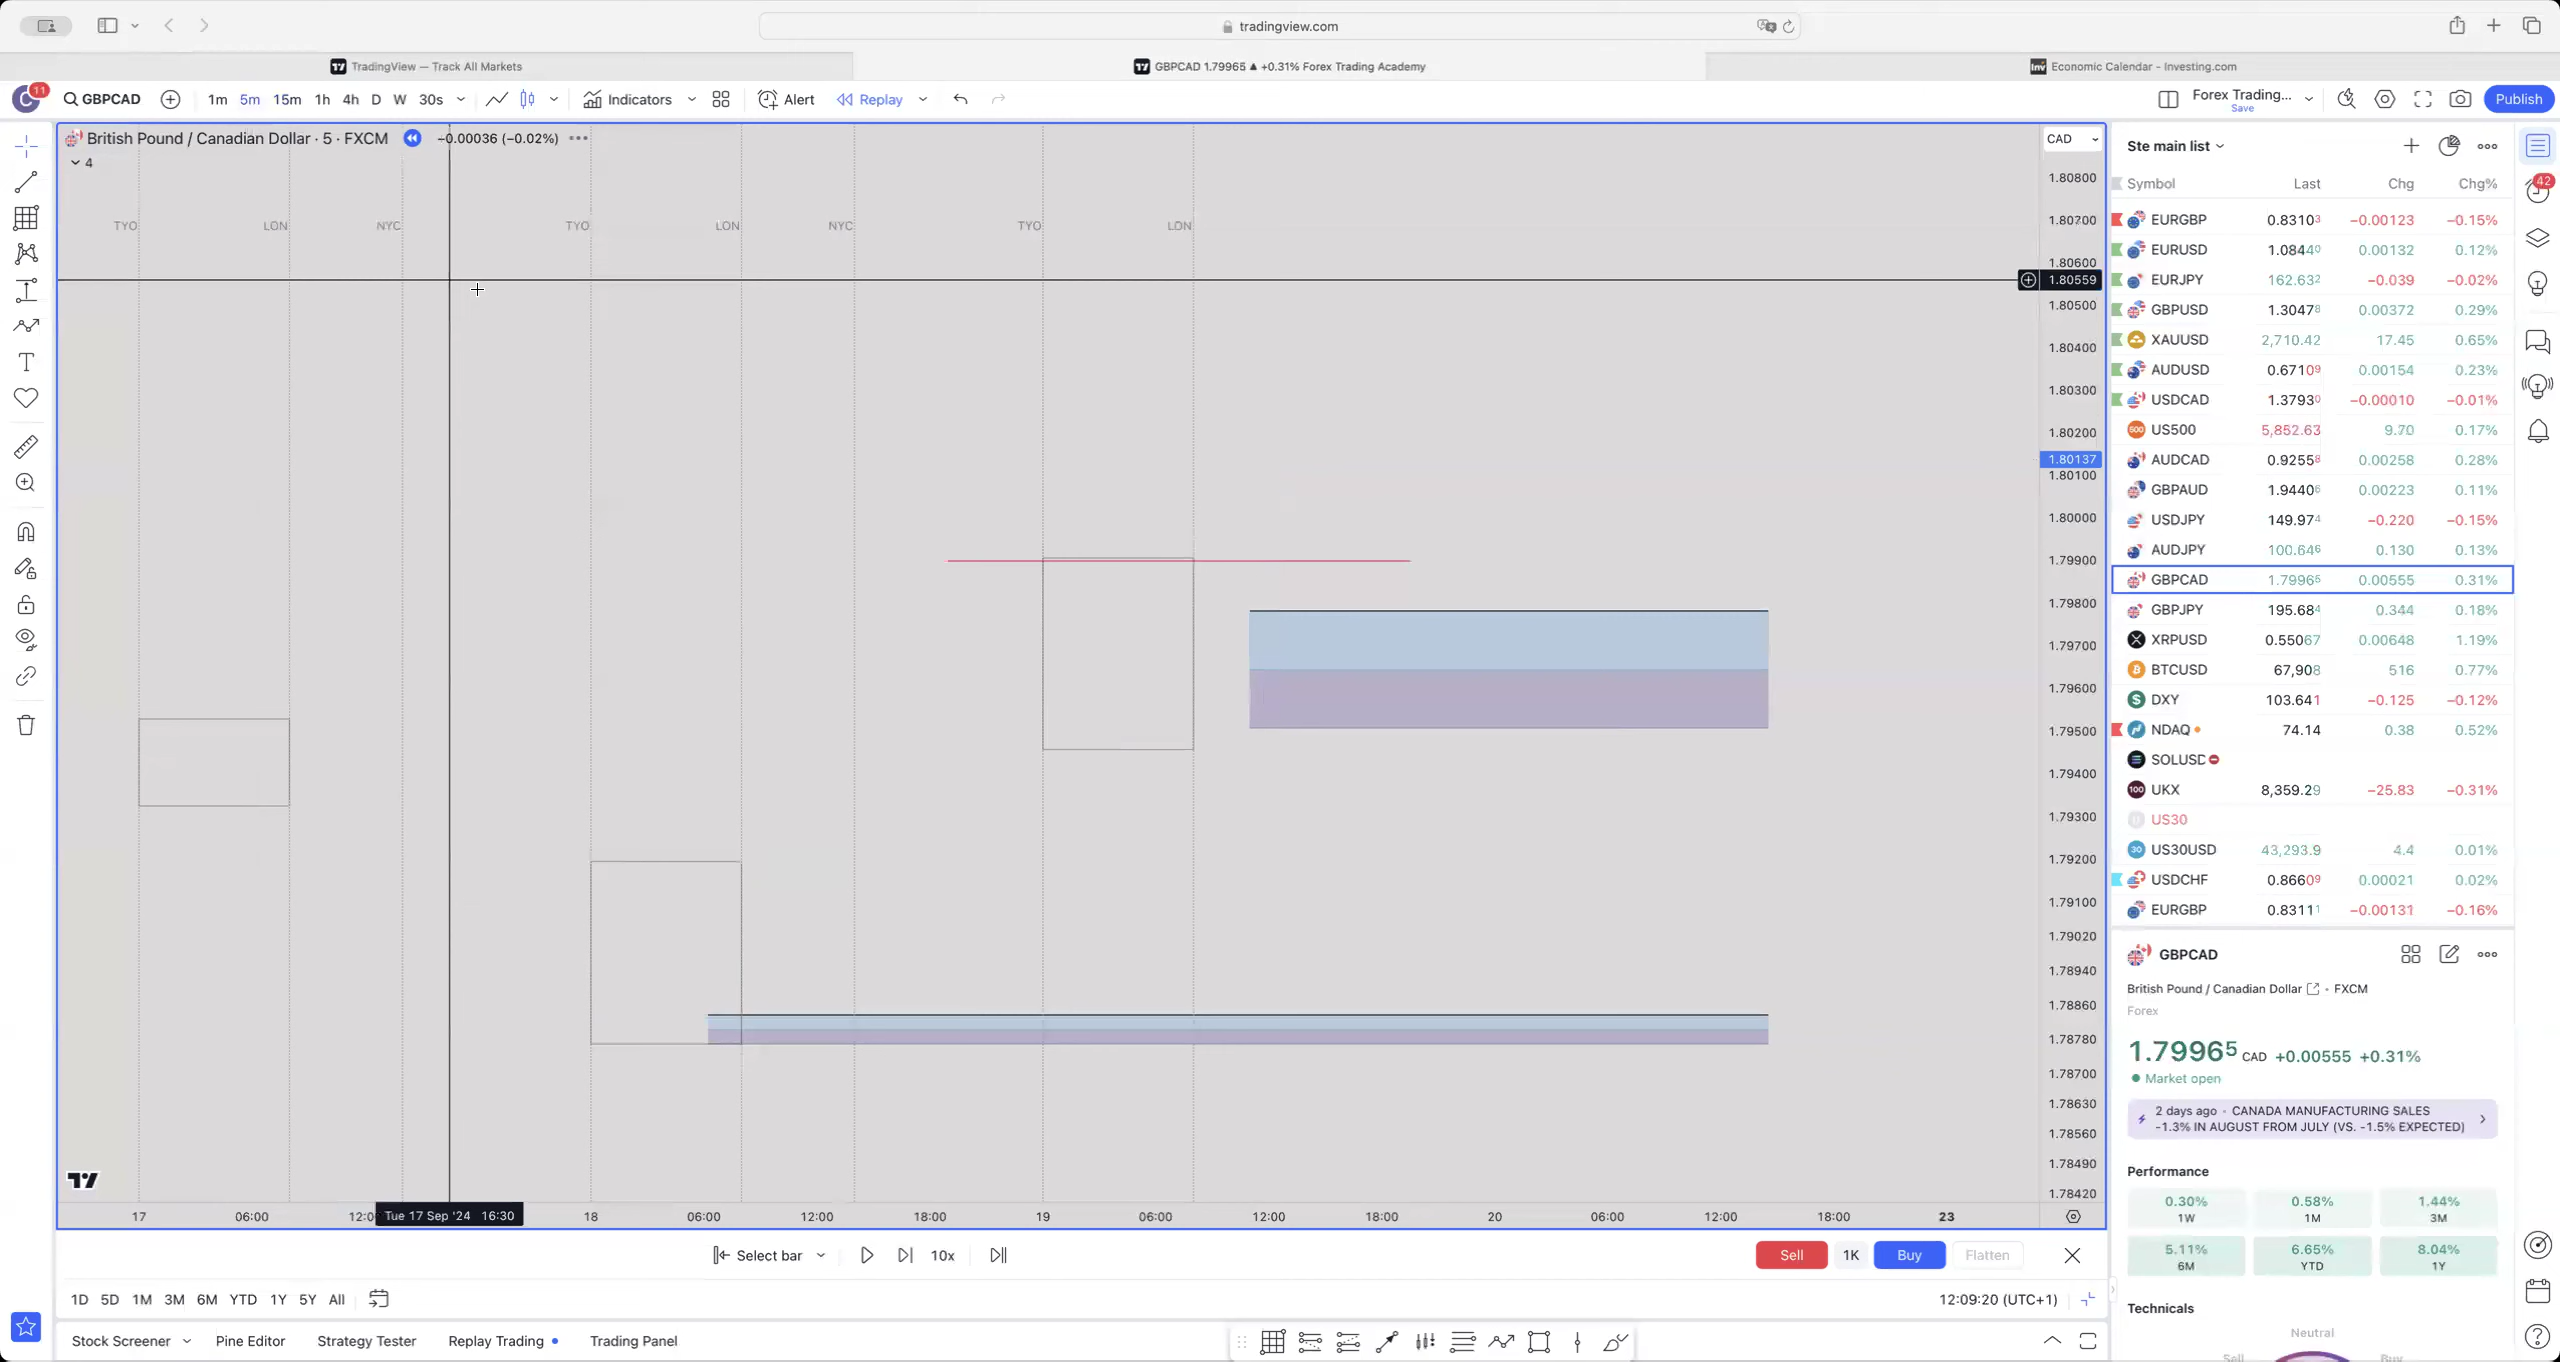 tradingview.com
TradingView — Track All Markets
GBPCAD 1.79965 ▲ +0.31% Forex Trading Academy
Inv Economic Calendar - Investing.com
C 11 GBPCAD 1m 5m 15m 1h 4h D W 30s Indicators Alert Replay Forex Trading... Save Publish
British Pound / Canadian Dollar · 5 · FXCM −0.00036 (−0.02%)
4
CAD
TYO LON NYC TYO LON NYC TYO LON
1.80800
1.80700
1.80600
1.80559
1.80500
1.80400
1.80300
1.80200
1.80137
1.80100
1.80000
1.79900
1.79800
1.79700
1.79600
1.79500
1.79400
1.79300
1.79200
1.79100
1.79020
1.78940
1.78860
1.78780
1.78700
1.78630
1.78560
1.78490
1.78420
17 06:00 12:0 Tue 17 Sep '24 16:30 18 06:00 12:00 18:00 19 06:00 12:00 18:00 20 06:00 12:00 18:00 23
Select bar 10x Sell 1K Buy Flatten
1D 5D 1M 3M 6M YTD 1Y 5Y All 12:09:20 (UTC+1)
Stock Screener Pine Editor Strategy Tester Replay Trading Trading Panel
Ste main list
42
Symbol Last Chg Chg%
EURGBP 0.83103 −0.00123 −0.15%
EURUSD 1.08440 0.00132 0.12%
EURJPY 162.632 −0.039 −0.02%
GBPUSD 1.30478 0.00372 0.29%
XAUUSD 2,710.42 17.45 0.65%
AUDUSD 0.67109 0.00154 0.23%
USDCAD 1.37930 −0.00010 −0.01%
500 US500 5,852.63 9.70 0.17%
AUDCAD 0.92558 0.00258 0.28%
GBPAUD 1.94406 0.00223 0.11%
USDJPY 149.974 −0.220 −0.15%
AUDJPY 100.646 0.130 0.13%
GBPCAD 1.79965 0.00555 0.31%
GBPJPY 195.684 0.344 0.18%
XRPUSD 0.55067 0.00648 1.19%
BTCUSD 67,908 516 0.77%
DXY 103.641 −0.125 −0.12%
NDAQ 74.14 0.38 0.52%
SOLUSD
100 UKX 8,359.29 −25.83 −0.31%
US30
30 US30USD 43,293.9 4.4 0.01%
USDCHF 0.86609 0.00021 0.02%
EURGBP 0.83111 −0.00131 −0.16%
GBPCAD
British Pound / Canadian Dollar • FXCM
Forex
1.79965 CAD +0.00555 +0.31%
Market open
2 days ago · CANADA MANUFACTURING SALES
-1.3% IN AUGUST FROM JULY (VS. -1.5% EXPECTED)
Performance
0.30% 0.58% 1.44%
1W 1M 3M
5.11% 6.65% 8.04%
6M YTD 1Y
Technicals
Neutral
Sell Buy